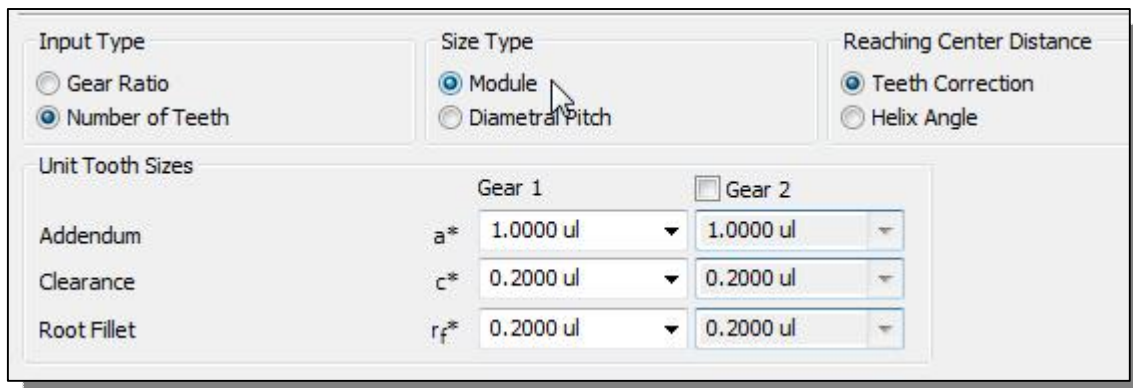 Input Type
Gear Ratio
Number of Teeth
Size Type
Module
Diametral Pitch
Reaching Center Distance
Teeth Correction
Helix Angle
Unit Tooth Sizes
Gear 1 Gear 2
Addendum a* 1.0000 ul 1.0000 ul
Clearance c* 0.2000 ul 0.2000 ul
Root Fillet rf* 0.2000 ul 0.2000 ul